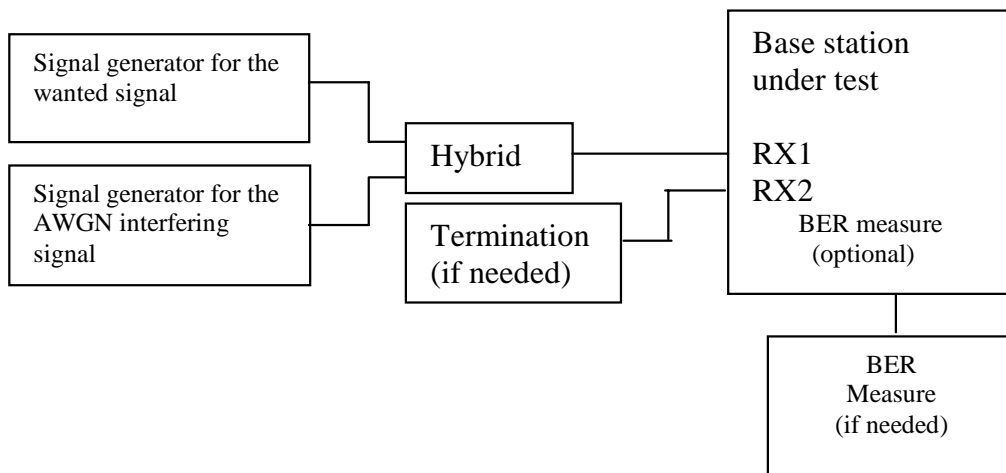 Signal generator for the
wanted signal
Signal generator for the
AWGN interfering
signal
Hybrid
Termination
(if needed)
Base station
under test
RX1
RX2
BER measure
(optional)
BER
Measure
(if needed)